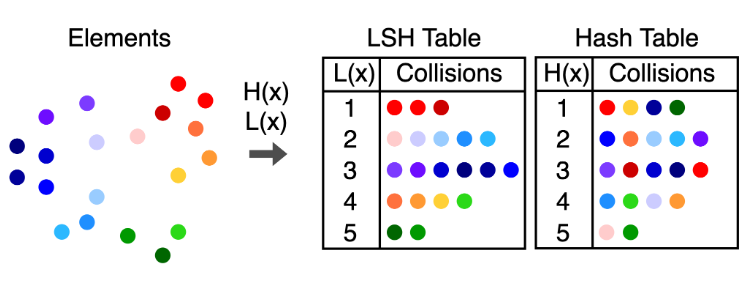 Elements
H(x)
L(x)
LSH Table
L(x) Collisions
1
2
3
4
5
Hash Table
H(x) Collisions
1
2
3
4
5